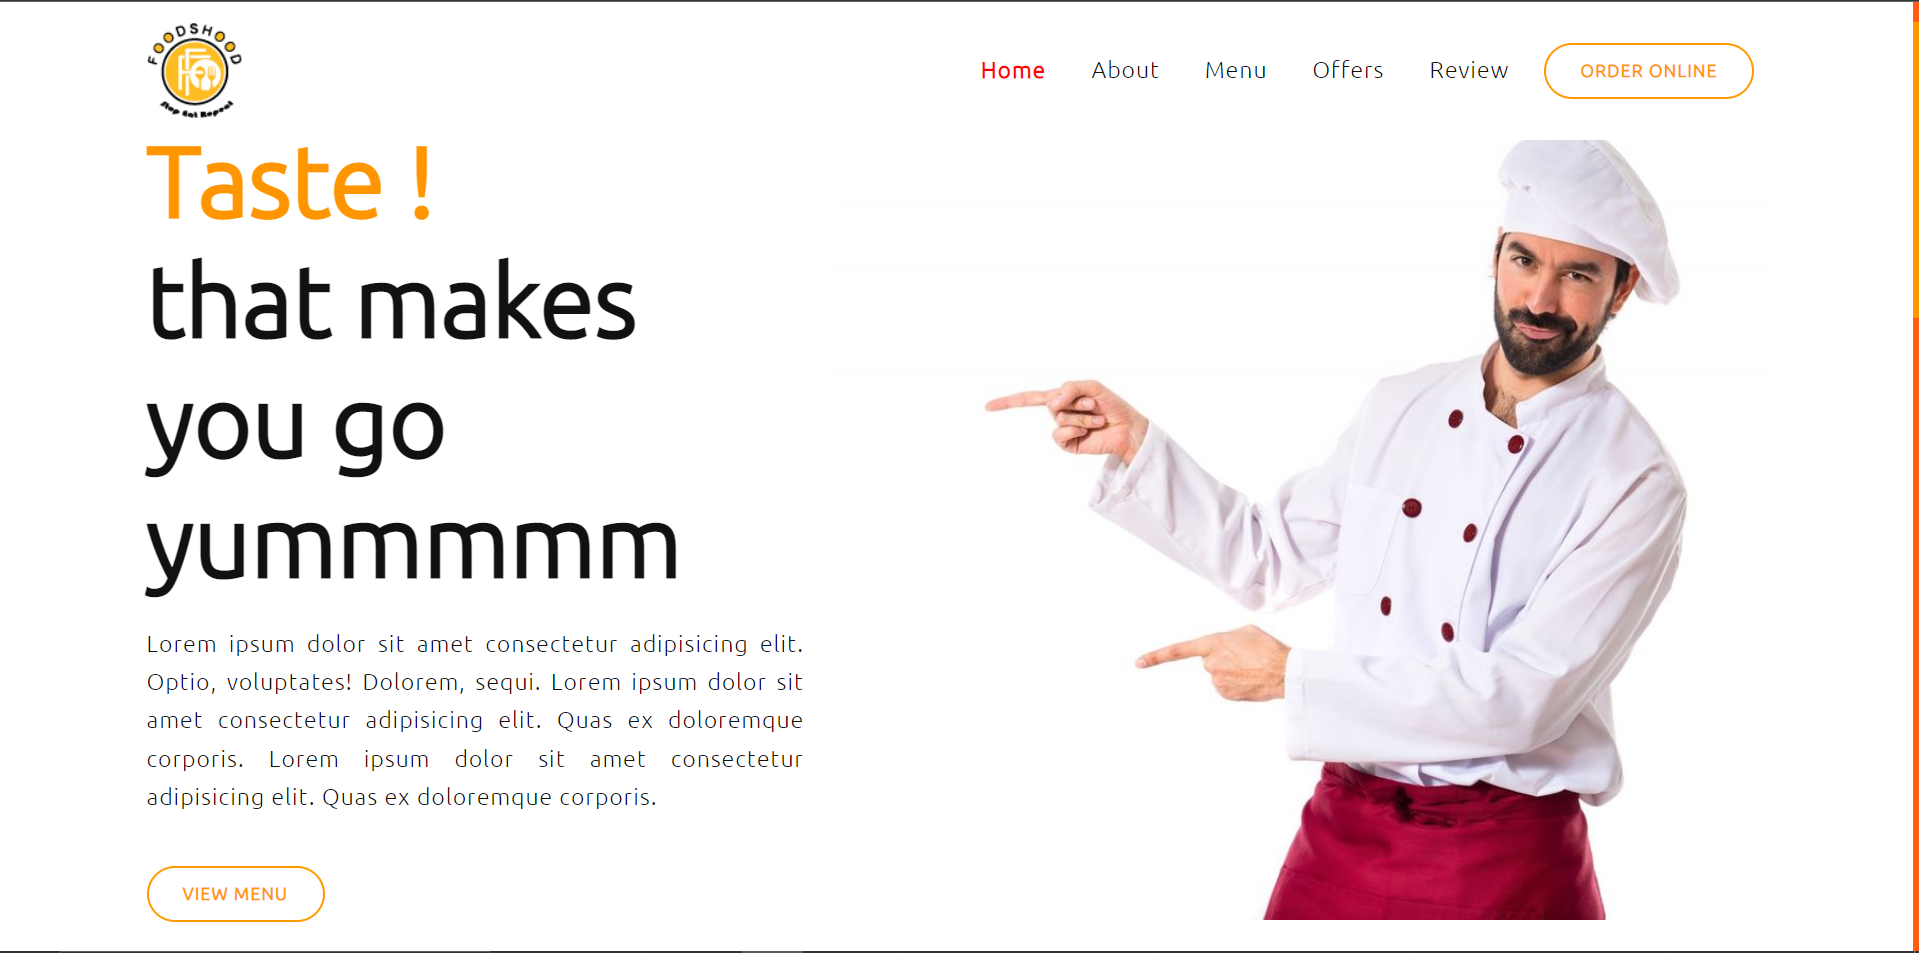 FOODSHOOD
Stop Eat Repeat
Home About Menu Offers Review ORDER ONLINE
Taste !
that makes
you go
yummmmm
Lorem ipsum dolor sit amet consectetur adipisicing elit.
Optio, voluptates! Dolorem, sequi. Lorem ipsum dolor sit
amet consectetur adipisicing elit. Quas ex doloremque
corporis. Lorem ipsum dolor sit amet consectetur
adipisicing elit. Quas ex doloremque corporis.
VIEW MENU